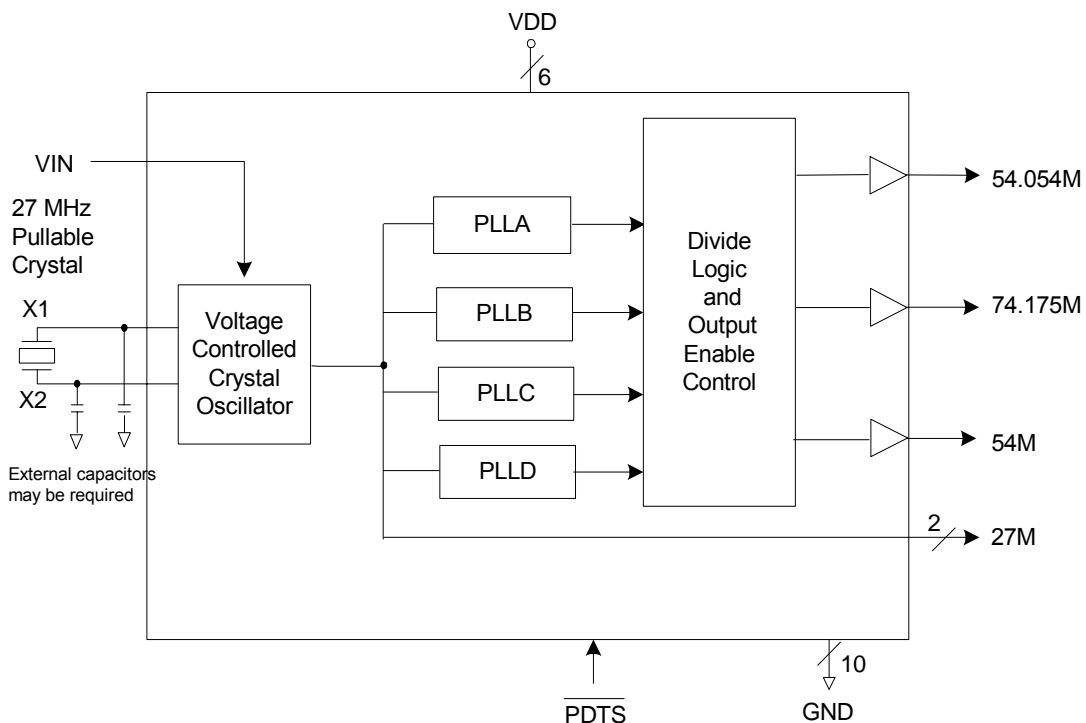 VDD
6
VIN
27 MHz
Pullable
Crystal
X1
X2
External capacitors
may be required
Voltage
Controlled
Crystal
Oscillator
PLLA
PLLB
PLLC
PLLD
Divide
Logic
and
Output
Enable
Control
54.054M
74.175M
54M
2
27M
PDTS
10
GND